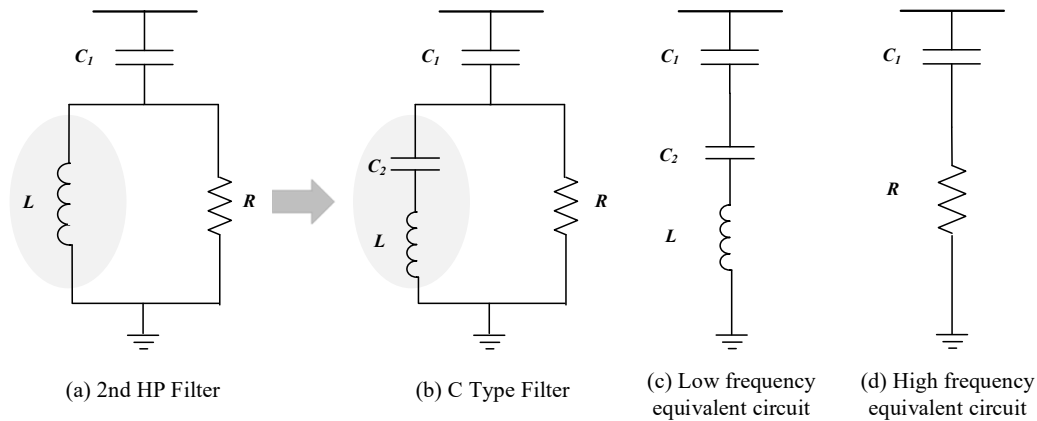 C1
C1
C1
C1
L
R
C2
L
R
C2
L
R
(a) 2nd HP Filter
(b) C Type Filter
(c) Low frequency
equivalent circuit
(d) High frequency
equivalent circuit